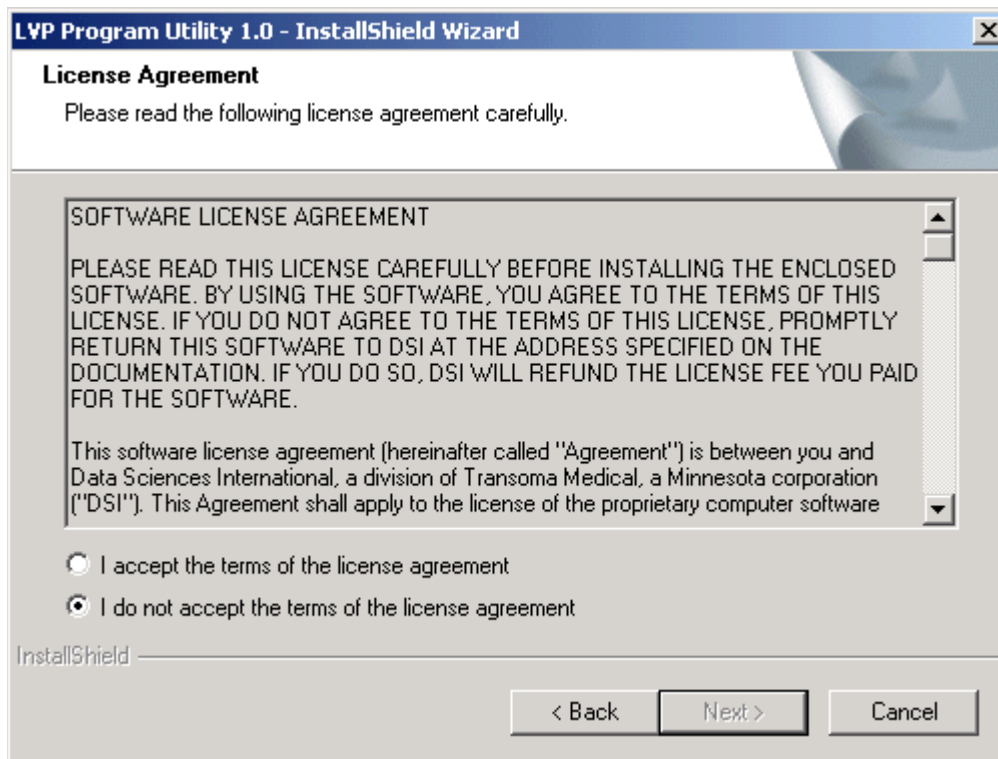 LVP Program Utility 1.0 - InstallShield Wizard
License Agreement
Please read the following license agreement carefully.
SOFTWARE LICENSE AGREEMENT
PLEASE READ THIS LICENSE CAREFULLY BEFORE INSTALLING THE ENCLOSED
SOFTWARE. BY USING THE SOFTWARE, YOU AGREE TO THE TERMS OF THIS
LICENSE. IF YOU DO NOT AGREE TO THE TERMS OF THIS LICENSE, PROMPTLY
RETURN THIS SOFTWARE TO DSI AT THE ADDRESS SPECIFIED ON THE
DOCUMENTATION. IF YOU DO SO, DSI WILL REFUND THE LICENSE FEE YOU PAID
FOR THE SOFTWARE.
This software license agreement (hereinafter called "Agreement") is between you and
Data Sciences International, a division of Transoma Medical, a Minnesota corporation
("DSI"). This Agreement shall apply to the license of the proprietary computer software
I accept the terms of the license agreement
I do not accept the terms of the license agreement
InstallShield
< Back
Next >
Cancel